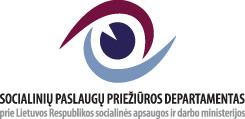 SOCIALINIŲ PASLAUGŲ PRIEŽIŪROS DEPARTAMENTAS
prie Lietuvos Respublikos socialinės apsaugos ir darbo ministerijos